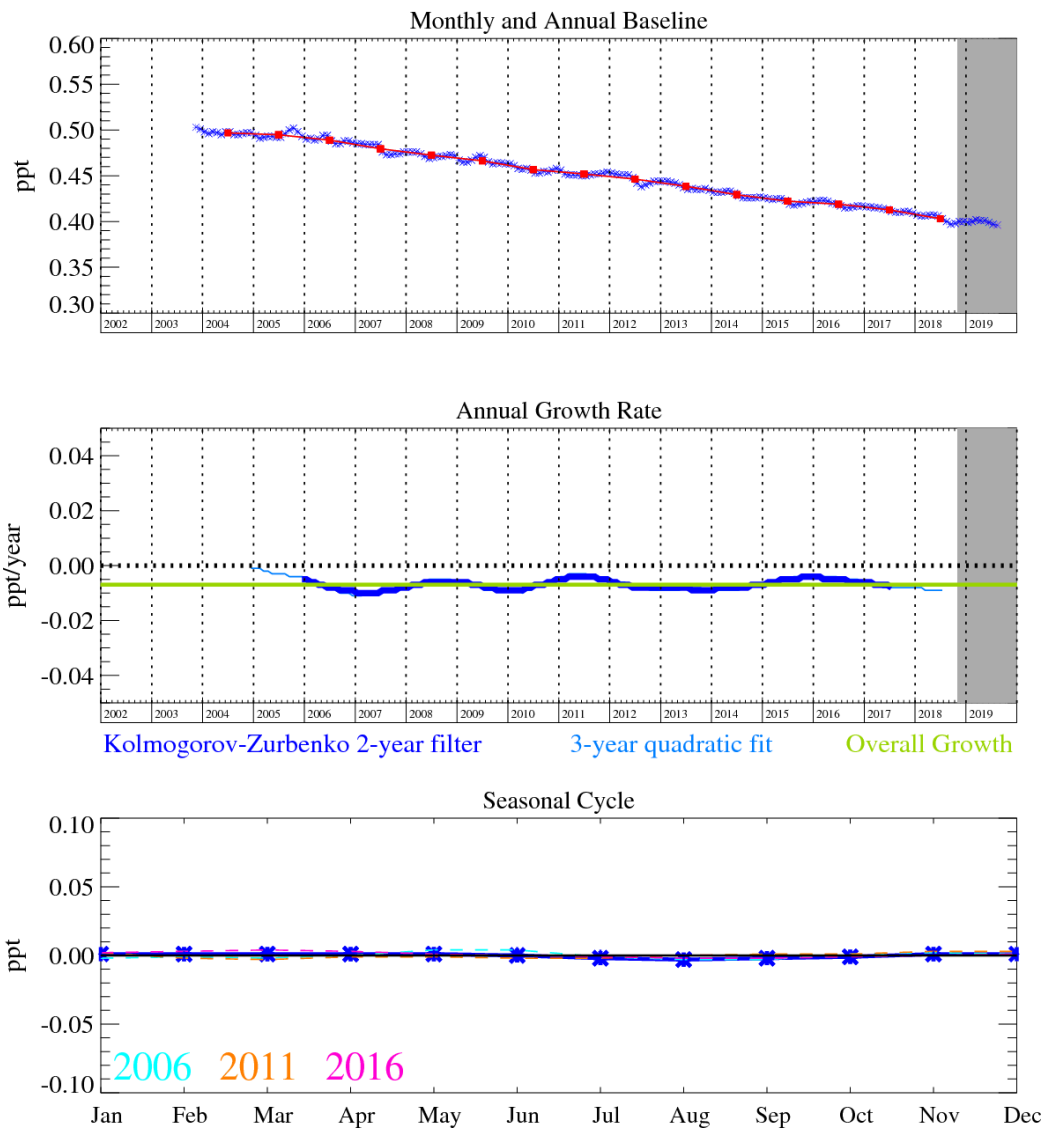 Monthly and Annual Baseline
0.60
0.55
0.50
0.45
0.40
0.35
0.30
ppt
2002 2003 2004 2005 2006 2007 2008 2009 2010 2011 2012 2013 2014 2015 2016 2017 2018 2019
Annual Growth Rate
0.04
0.02
0.00
-0.02
-0.04
ppt/year
2002 2003 2004 2005 2006 2007 2008 2009 2010 2011 2012 2013 2014 2015 2016 2017 2018 2019
Kolmogorov-Zurbenko 2-year filter 3-year quadratic fit Overall Growth
Seasonal Cycle
0.10
0.05
0.00
-0.05
-0.10
ppt
2006 2011 2016
Jan Feb Mar Apr May Jun Jul Aug Sep Oct Nov Dec